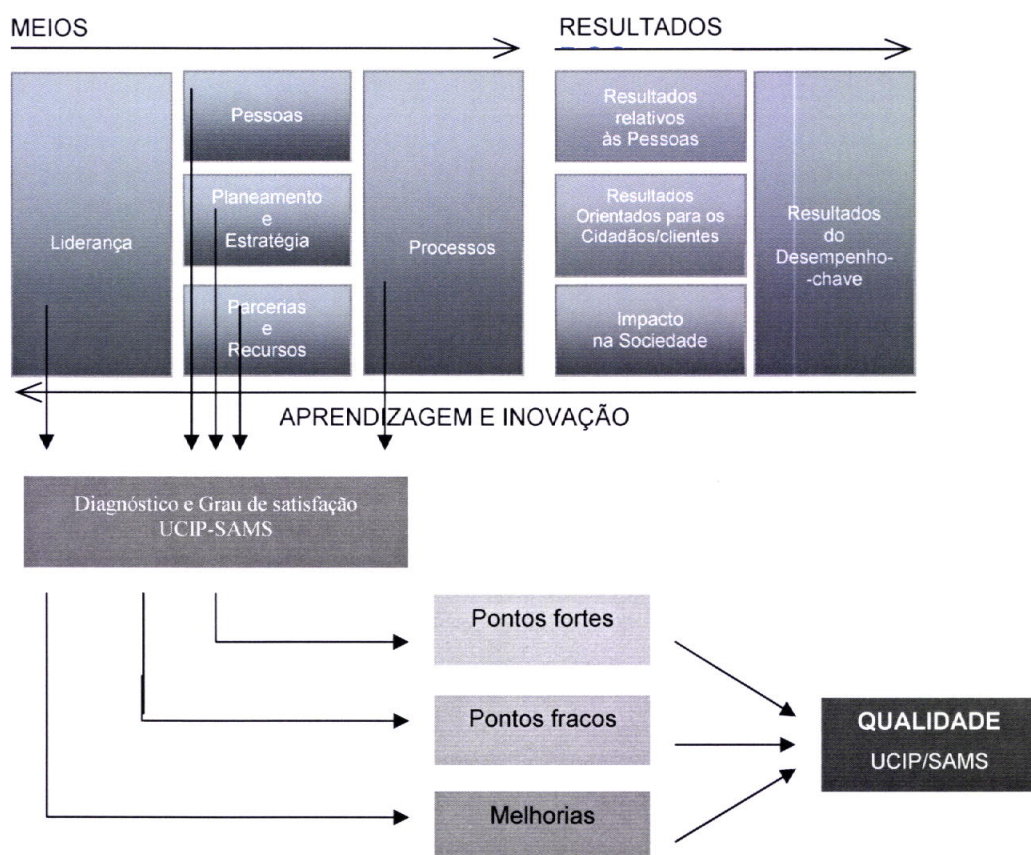 MEIOS
RESULTADOS
Liderança
Pessoas
Planeamento
e
Estratégia
Parcerias
e
Recursos
Processos
Resultados
relativos
às Pessoas
Resultados
Orientados para os
Cidadãos/clientes
Impacto
na Sociedade
Resultados
do
Desempenho-
-chave
APRENDIZAGEM E INOVAÇÃO
Diagnóstico e Grau de satisfação
UCIP-SAMS
Pontos fortes
Pontos fracos
Melhorias
QUALIDADE
UCIP/SAMS